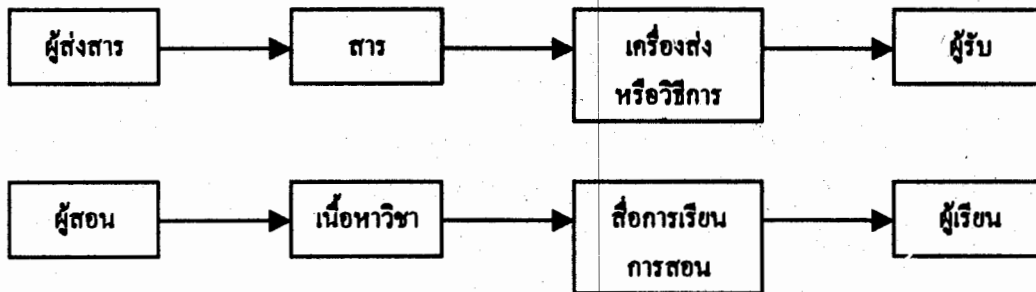 ผู้ส่งสาร
สาร
เครื่องส่ง
หรือวิธีการ
ผู้รับ
ผู้สอน
เนื้อหาวิชา
สื่อการเรียน
การสอน
ผู้เรียน